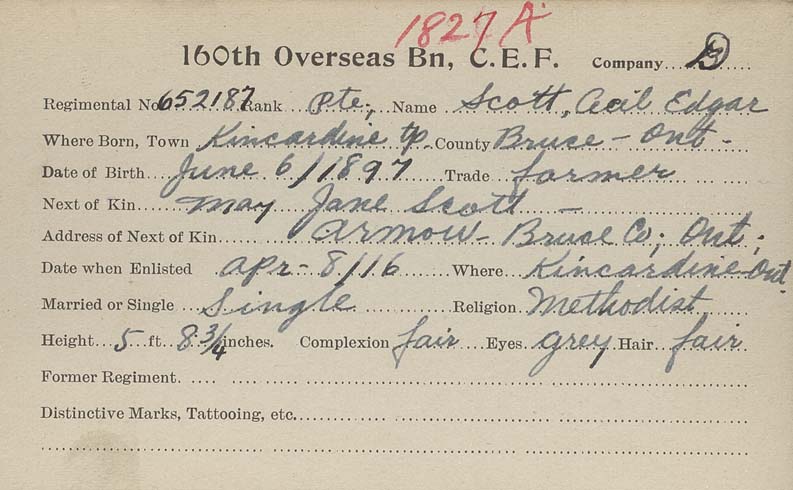 1827 A
160th Overseas Bn, C.E.F. Company
Regimental No. 652187 Rank Pte; Name Scott, Cecil Edgar
Where Born, Town Kincardine tp. County Bruce - Ont -
Date of Birth June 6/1897 Trade farmer
Next of Kin May Jane Scott -
Address of Next of Kin Armow - Bruce Co; Ont;
Date when Enlisted Apr - 8/16 Where Kincardine Ont
Married or Single Single Religion Methodist
Height 5 ft. 8 3/4 inches. Complexion fair Eyes grey Hair fair
Former Regiment.
Distinctive Marks, Tattooing, etc.